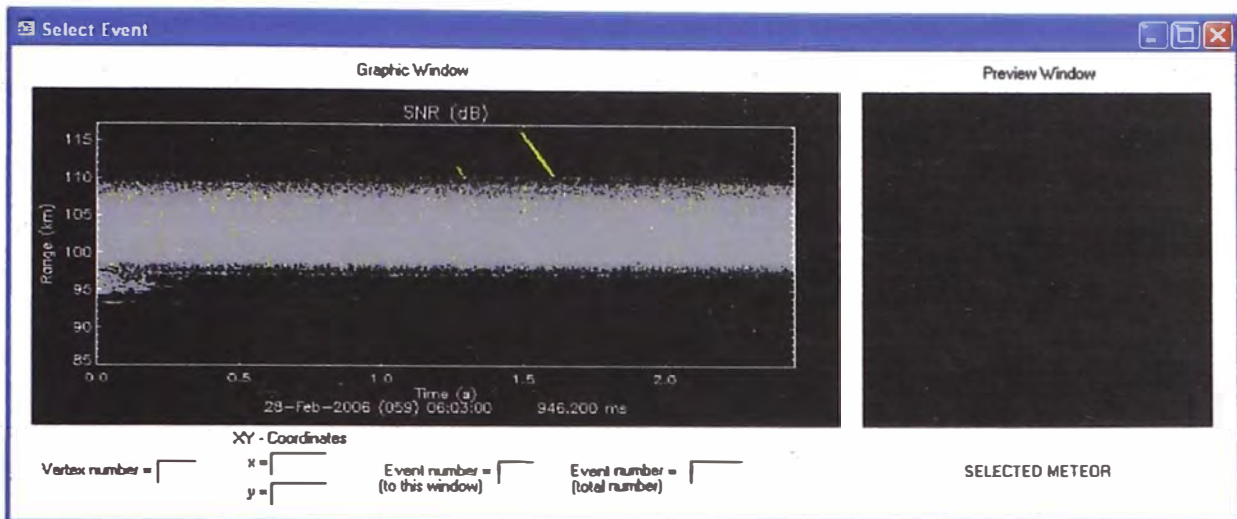 Select Event
Graphic Window
Preview Window
SNR (dB)
115
110
105
100
95
90
85
Range (km)
0.0
0.5
1.0
1.5
2.0
Time (s)
28-Feb-2006 (059) 06:03:00 946.200 ms
XY - Coordinates
Vertex number =
x =
y =
Event number =
(to this window)
Event number =
(total number)
SELECTED METEOR